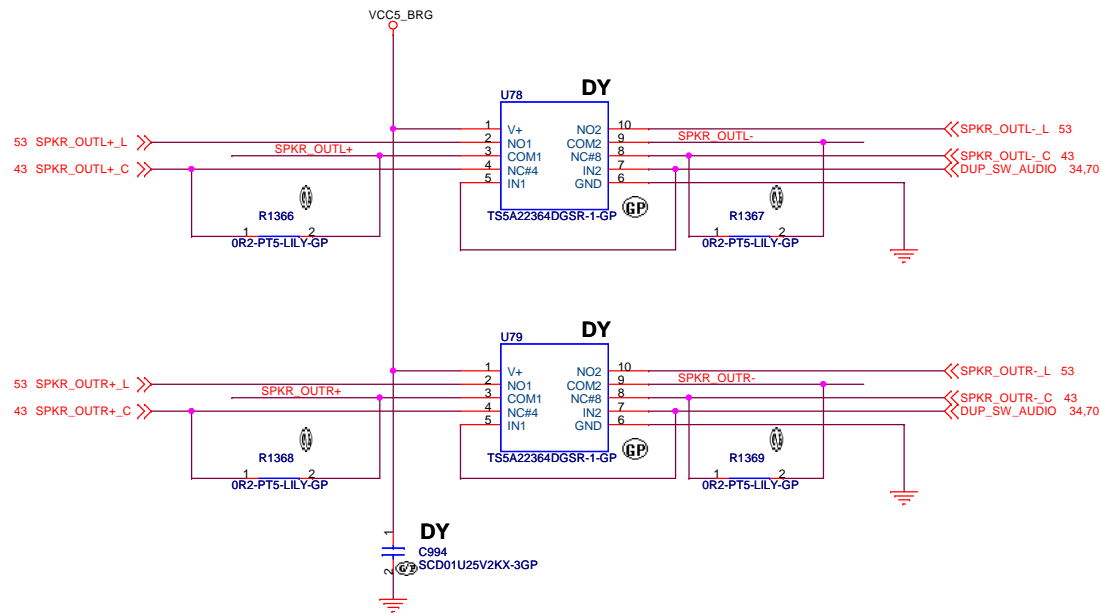 VCC5_BRG
DY
U78
53 SPKR_OUTL+_L
1 V+
NO2 10
SPKR_OUTL-_L 53
2 NO1
COM2 9
SPKR_OUTL-
SPKR_OUTL+
3 COM1
NC#8 8
SPKR_OUTL-_C 43
43 SPKR_OUTL+_C
4 NC#4
IN2 7
DUP_SW_AUDIO 34,70
5 IN1
GND 6
GP
TS5A22364DGSR-1-GP
R1366
1 2
0R2-PT5-LILY-GP
R1367
1 2
0R2-PT5-LILY-GP
DY
U79
53 SPKR_OUTR+_L
1 V+
NO2 10
SPKR_OUTR-_L 53
2 NO1
COM2 9
SPKR_OUTR-
SPKR_OUTR+
3 COM1
NC#8 8
SPKR_OUTR-_C 43
43 SPKR_OUTR+_C
4 NC#4
IN2 7
DUP_SW_AUDIO 34,70
5 IN1
GND 6
GP
TS5A22364DGSR-1-GP
R1368
1 2
0R2-PT5-LILY-GP
R1369
1 2
0R2-PT5-LILY-GP
DY
1
C994
SCD01U25V2KX-3GP
2